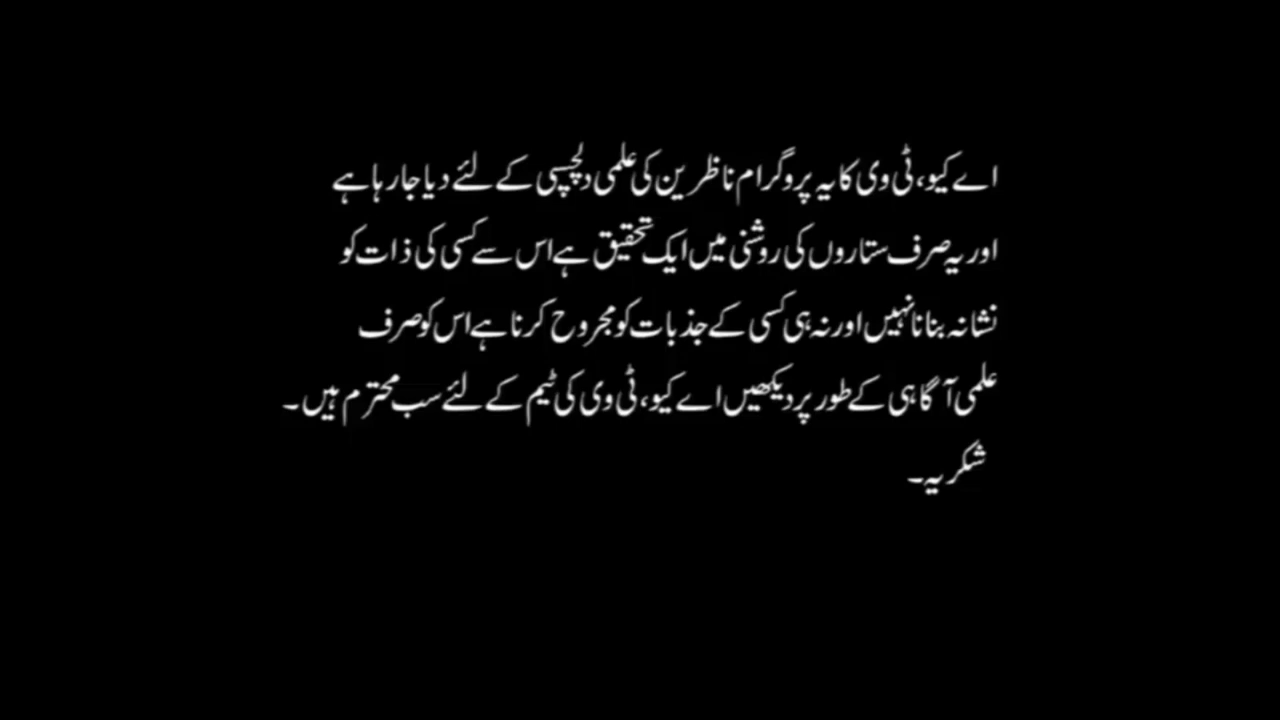 اے کیو، ٹی وی کا یہ پروگرام ناظرین کی علمی دلچسپی کے لئے دیا جا رہا ہے
اور یہ صرف ستاروں کی روشنی میں ایک تحقیق ہے اس سے کسی کی ذات کو
نشانہ بنانا نہیں اور نہ ہی کسی کے جذبات کو مجروح کرنا ہے اس کو صرف
علمی آگاہی کے طور پر دیکھیں اے کیو، ٹی وی کی ٹیم کے لئے سب محترم ہیں۔
شکریہ۔